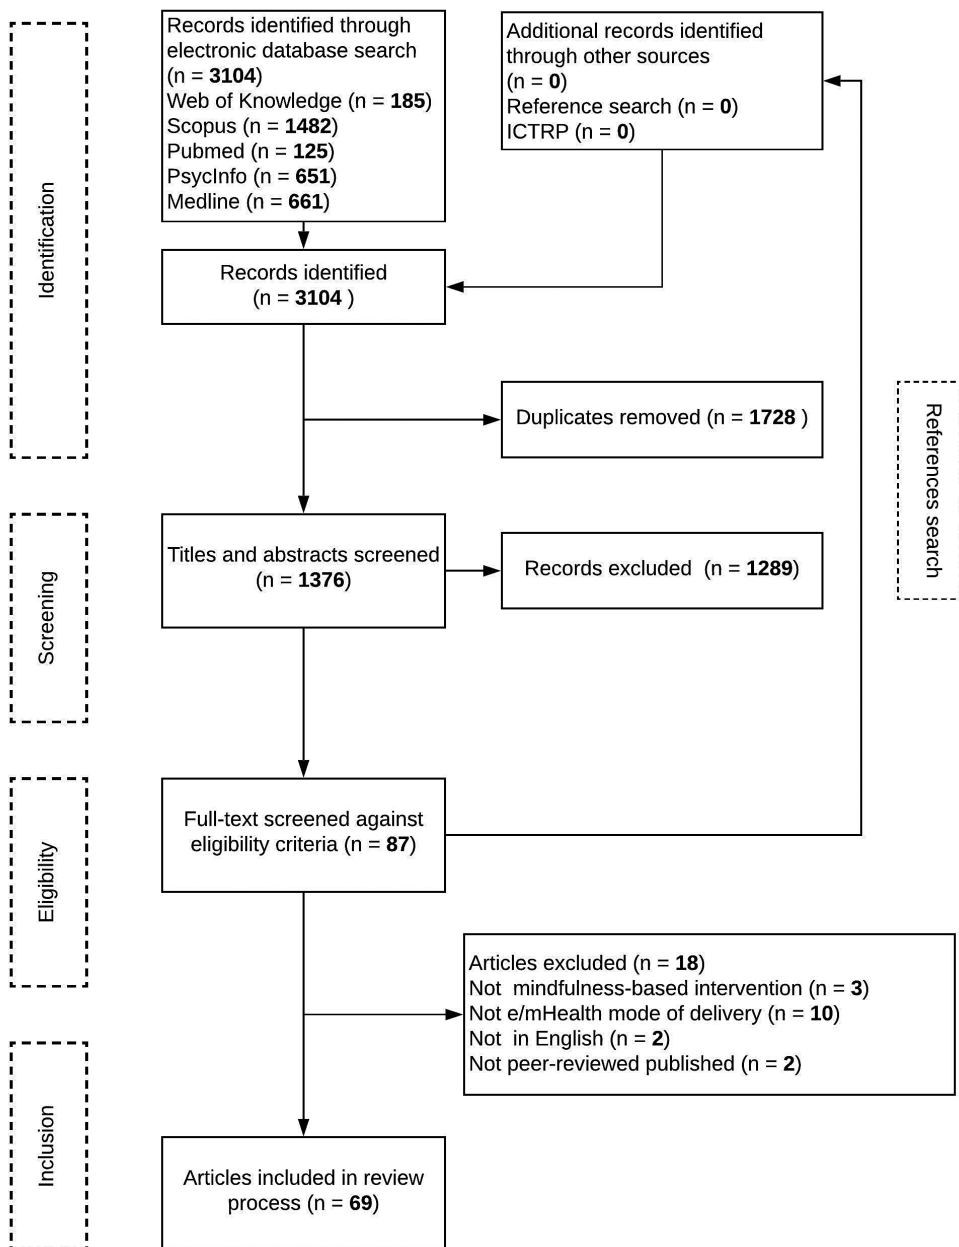 Records identified through
electronic database search
(n = 3104)
Web of Knowledge (n = 185)
Scopus (n = 1482)
Pubmed (n = 125)
PsycInfo (n = 651)
Medline (n = 661)
Additional records identified
through other sources
(n = 0)
Reference search (n = 0)
ICTRP (n = 0)
Identification
Records identified
(n = 3104 )
Duplicates removed (n = 1728 )
References search
Screening
Titles and abstracts screened
(n = 1376)
Records excluded (n = 1289)
Eligibility
Full-text screened against
eligibility criteria (n = 87)
Articles excluded (n = 18)
Not mindfulness-based intervention (n = 3)
Not e/mHealth mode of delivery (n = 10)
Not in English (n = 2)
Not peer-reviewed published (n = 2)
Inclusion
Articles included in review
process (n = 69)